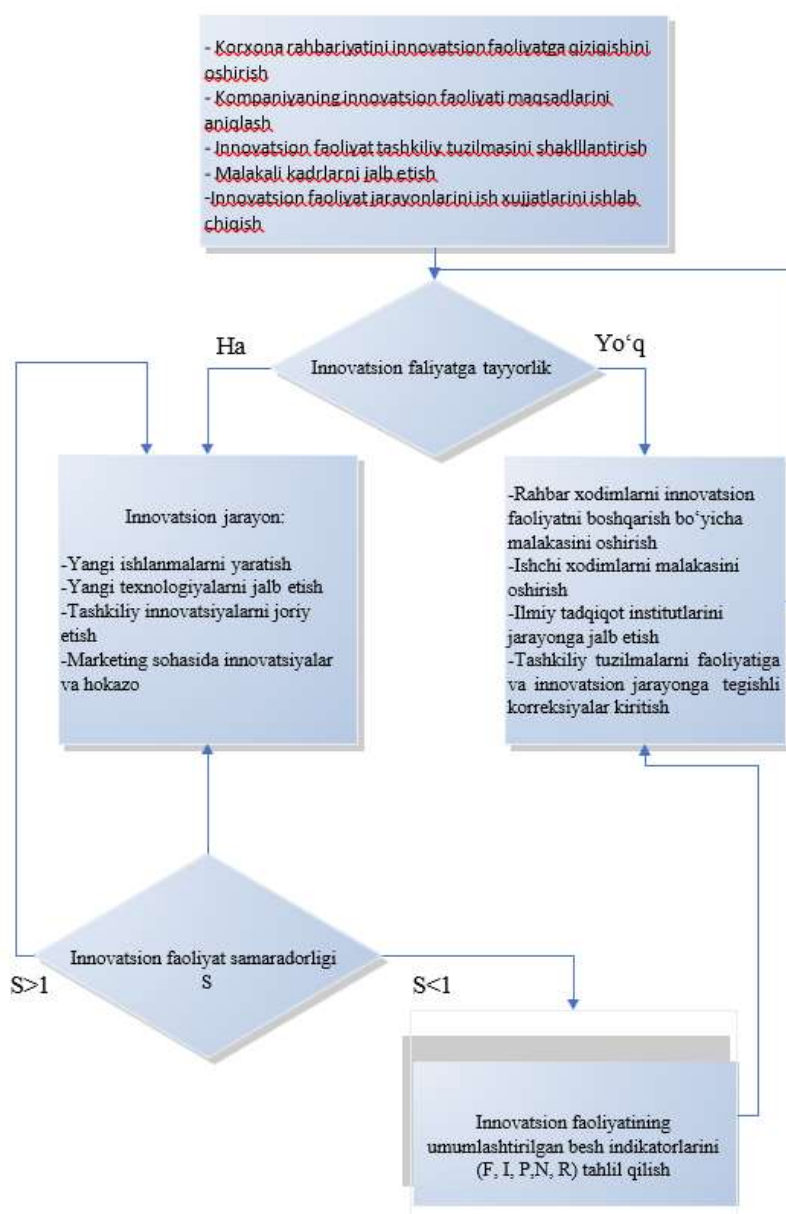 - Korxona rahbariyatini innovatsion faoliyatga qiziqishini
oshirish
- Kompaniyaning innovatsion faoliyati maqsadlarini
aniqlash
- Innovatsion faoliyat tashkiliy tuzilmasini shaklllantirish
- Malakali kadrlarni jalb etish
-Innovatsion faoliyat jarayonlarini ish xujjatlarini ishlab
chiqish
Ha
Yo‘q
Innovatsion faliyatga tayyorlik
Innovatsion jarayon:
-Yangi ishlanmalarni yaratish
-Yangi texnologiyalarni jalb etish
-Tashkiliy innovatsiyalarni joriy
etish
-Marketing sohasida innovatsiyalar
va hokazo
-Rahbar xodimlarni innovatsion
faoliyatni boshqarish bo‘yicha
malakasini oshirish
-Ishchi xodimlarni malakasini
oshirish
-Ilmiy tadqiqot institutlarini
jarayonga jalb etish
-Tashkiliy tuzilmalarni faoliyatiga
va innovatsion jarayonga tegishli
korreksiyalar kiritish
Innovatsion faoliyat samaradorligi
S
S>1
S<1
Innovatsion faoliyatining
umumlashtirilgan besh indikatorlarini
(F, I, P,N, R) tahlil qilish